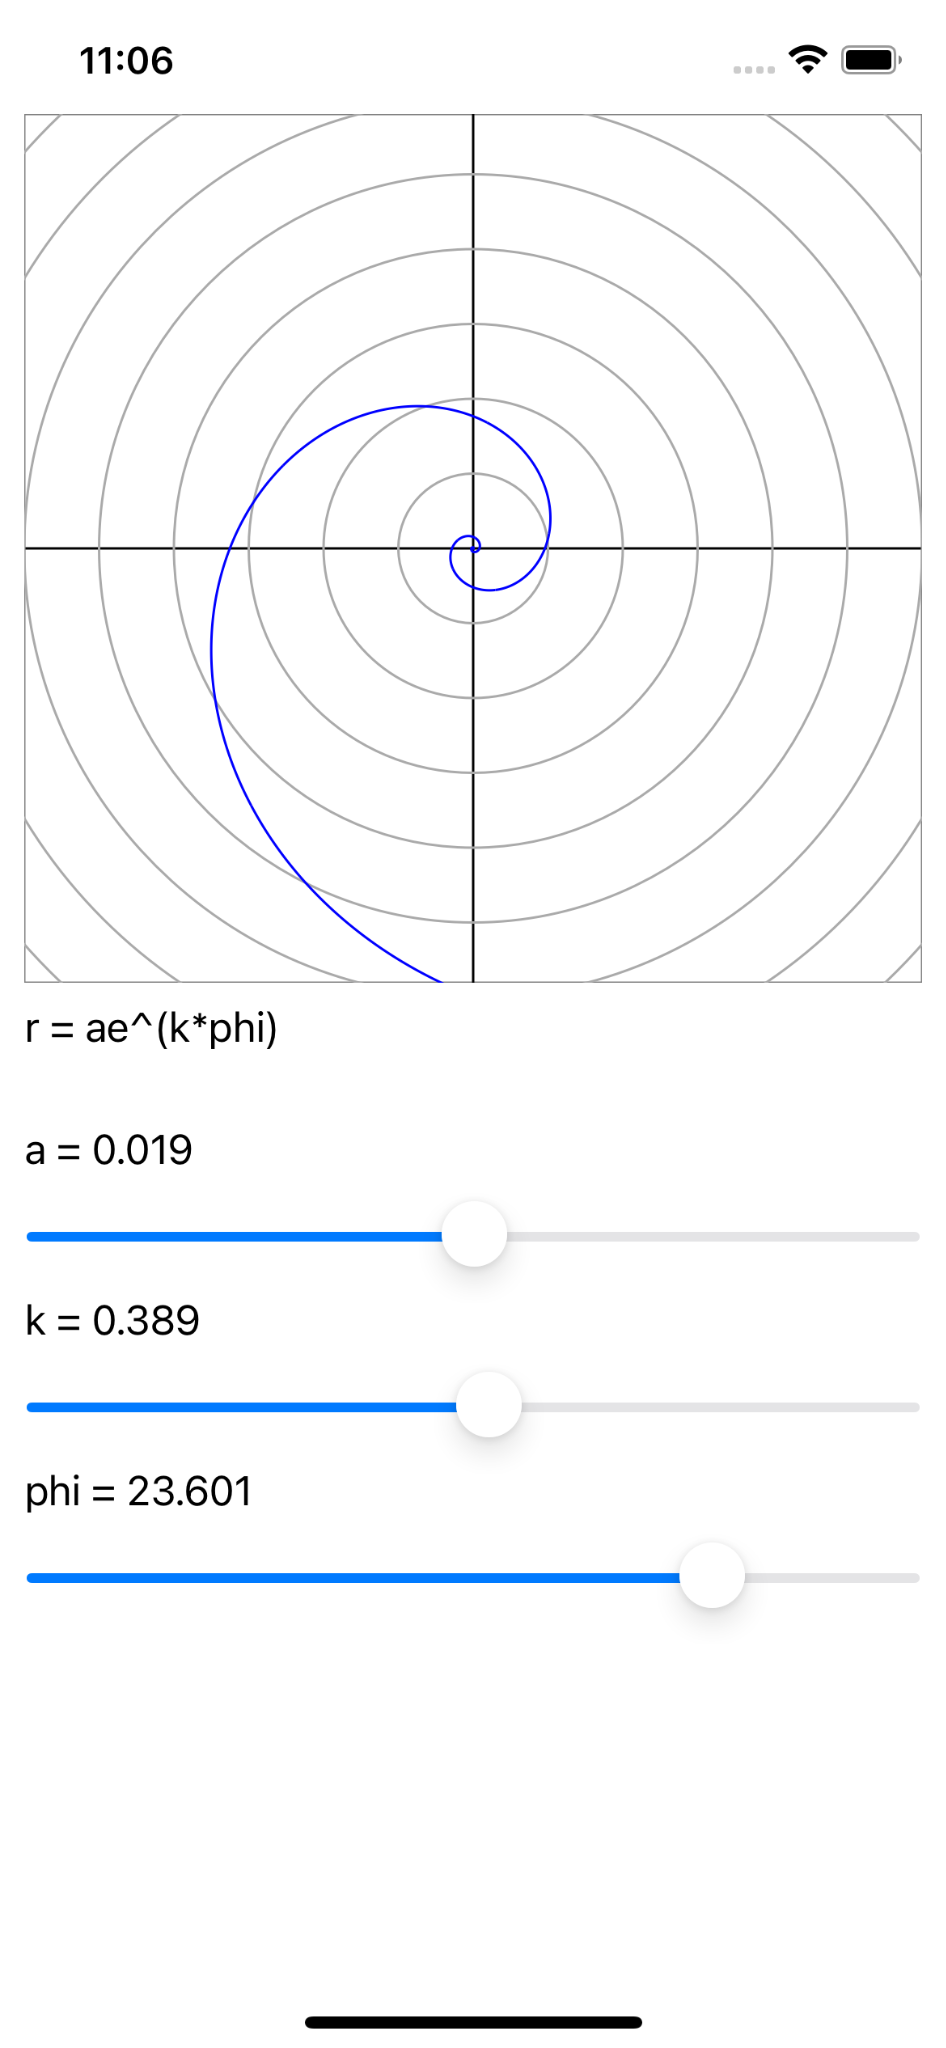 11:06
r = ae^(k*phi)
a = 0.019
k = 0.389
phi = 23.601